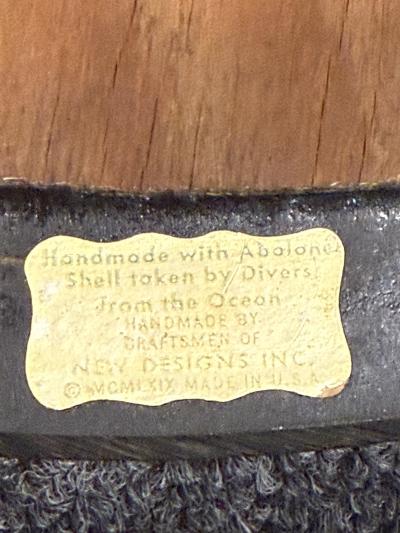 Handmade with Abalone
Shell taken by Divers
from the Ocean
HANDMADE BY
CRAFTSMEN OF
NEW DESIGNS INC.
© MCMLXIX MADE IN U.S.A.